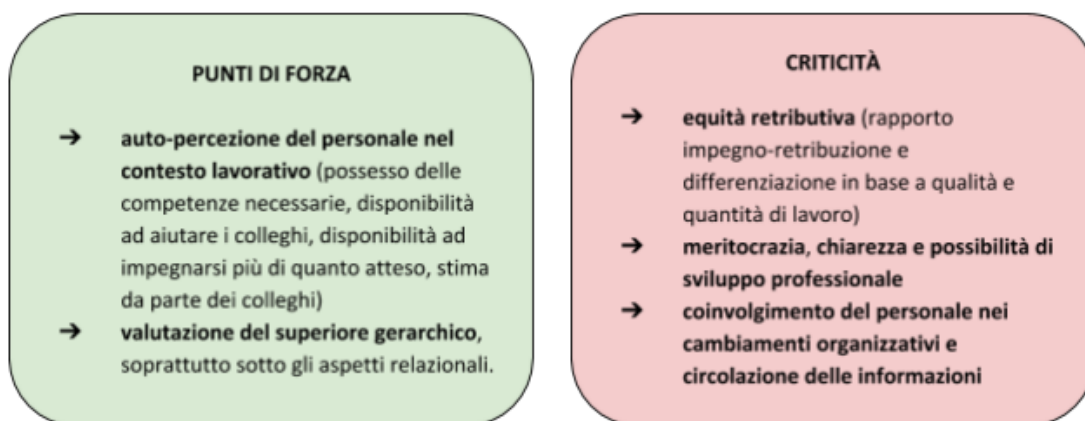 PUNTI DI FORZA
➔ auto-percezione del personale nel
contesto lavorativo (possesso delle
competenze necessarie, disponibilità
ad aiutare i colleghi, disponibilità ad
impegnarsi più di quanto atteso, stima
da parte dei colleghi)
➔ valutazione del superiore gerarchico,
soprattutto sotto gli aspetti relazionali.
CRITICITÀ
➔ equità retributiva (rapporto
impegno-retribuzione e
differenziazione in base a qualità e
quantità di lavoro)
➔ meritocrazia, chiarezza e possibilità di
sviluppo professionale
➔ coinvolgimento del personale nei
cambiamenti organizzativi e
circolazione delle informazioni